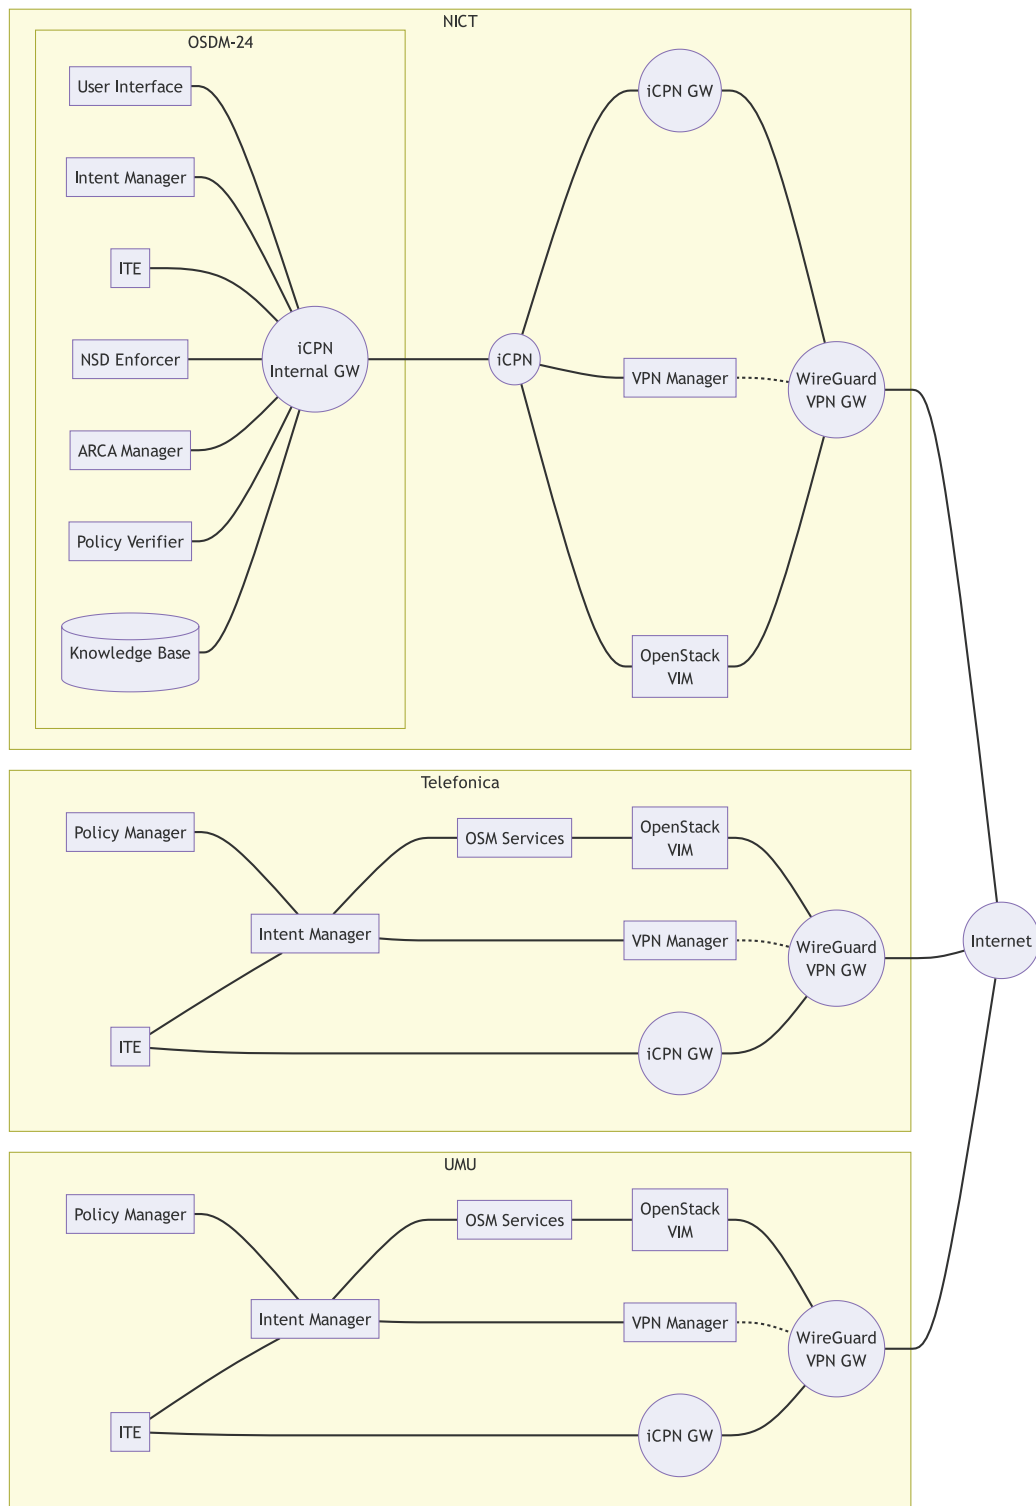 NICT
OSDM-24
User Interface
Intent Manager
ITE
NSD Enforcer
ARCA Manager
Policy Verifier
Knowledge Base
iCPN
Internal GW
iCPN
iCPN GW
VPN Manager
OpenStack
VIM
WireGuard
VPN GW
Telefonica
Policy Manager
Intent Manager
ITE
OSM Services
OpenStack
VIM
VPN Manager
iCPN GW
WireGuard
VPN GW
Internet
UMU
Policy Manager
Intent Manager
ITE
OSM Services
OpenStack
VIM
VPN Manager
iCPN GW
WireGuard
VPN GW